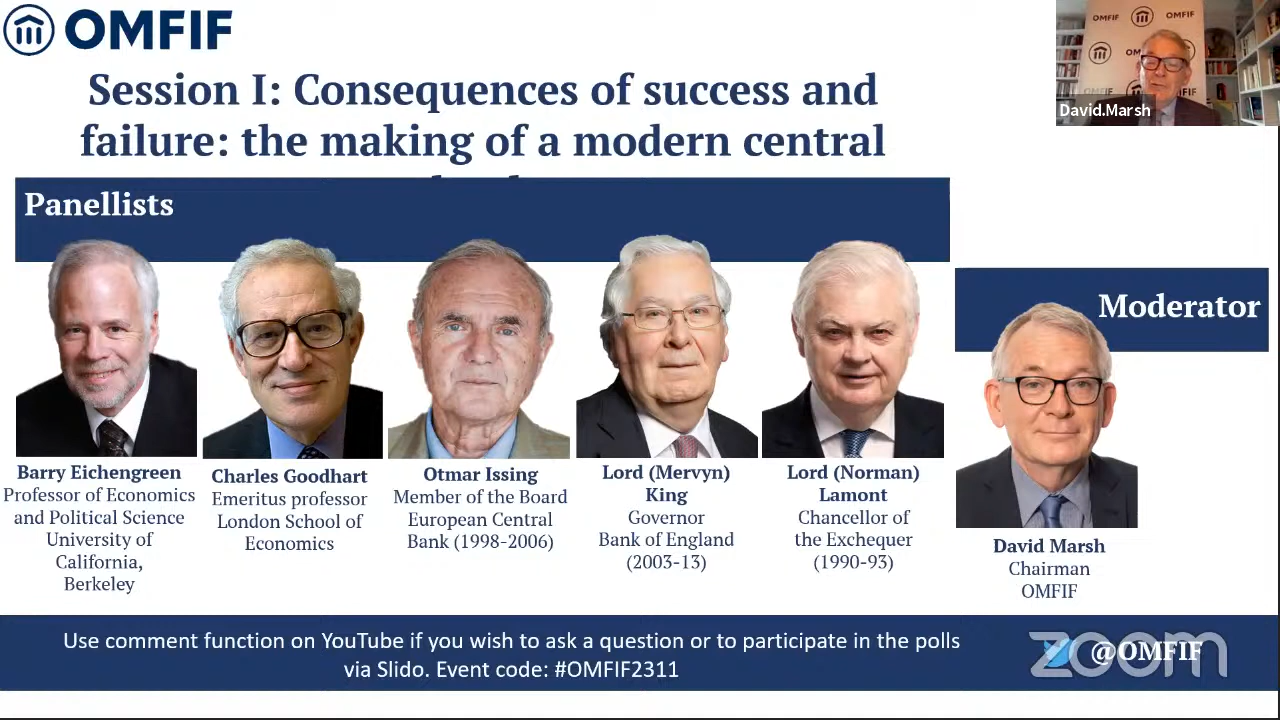 OMFIF
Session I: Consequences of success and
failure: the making of a modern central
Panellists
Moderator
Barry Eichengreen
Professor of Economics
and Political Science
University of
California,
Berkeley
Charles Goodhart
Emeritus professor
London School of
Economics
Otmar Issing
Member of the Board
European Central
Bank (1998-2006)
Lord (Mervyn)
King
Governor
Bank of England
(2003-13)
Lord (Norman)
Lamont
Chancellor of
the Exchequer
(1990-93)
David Marsh
Chairman
OMFIF
Use comment function on YouTube if you wish to ask a question or to participate in the polls
via Slido. Event code: #OMFIF2311
@OMFIF
zoom
OMFIF
OMFIF
OMFIF
David.Marsh